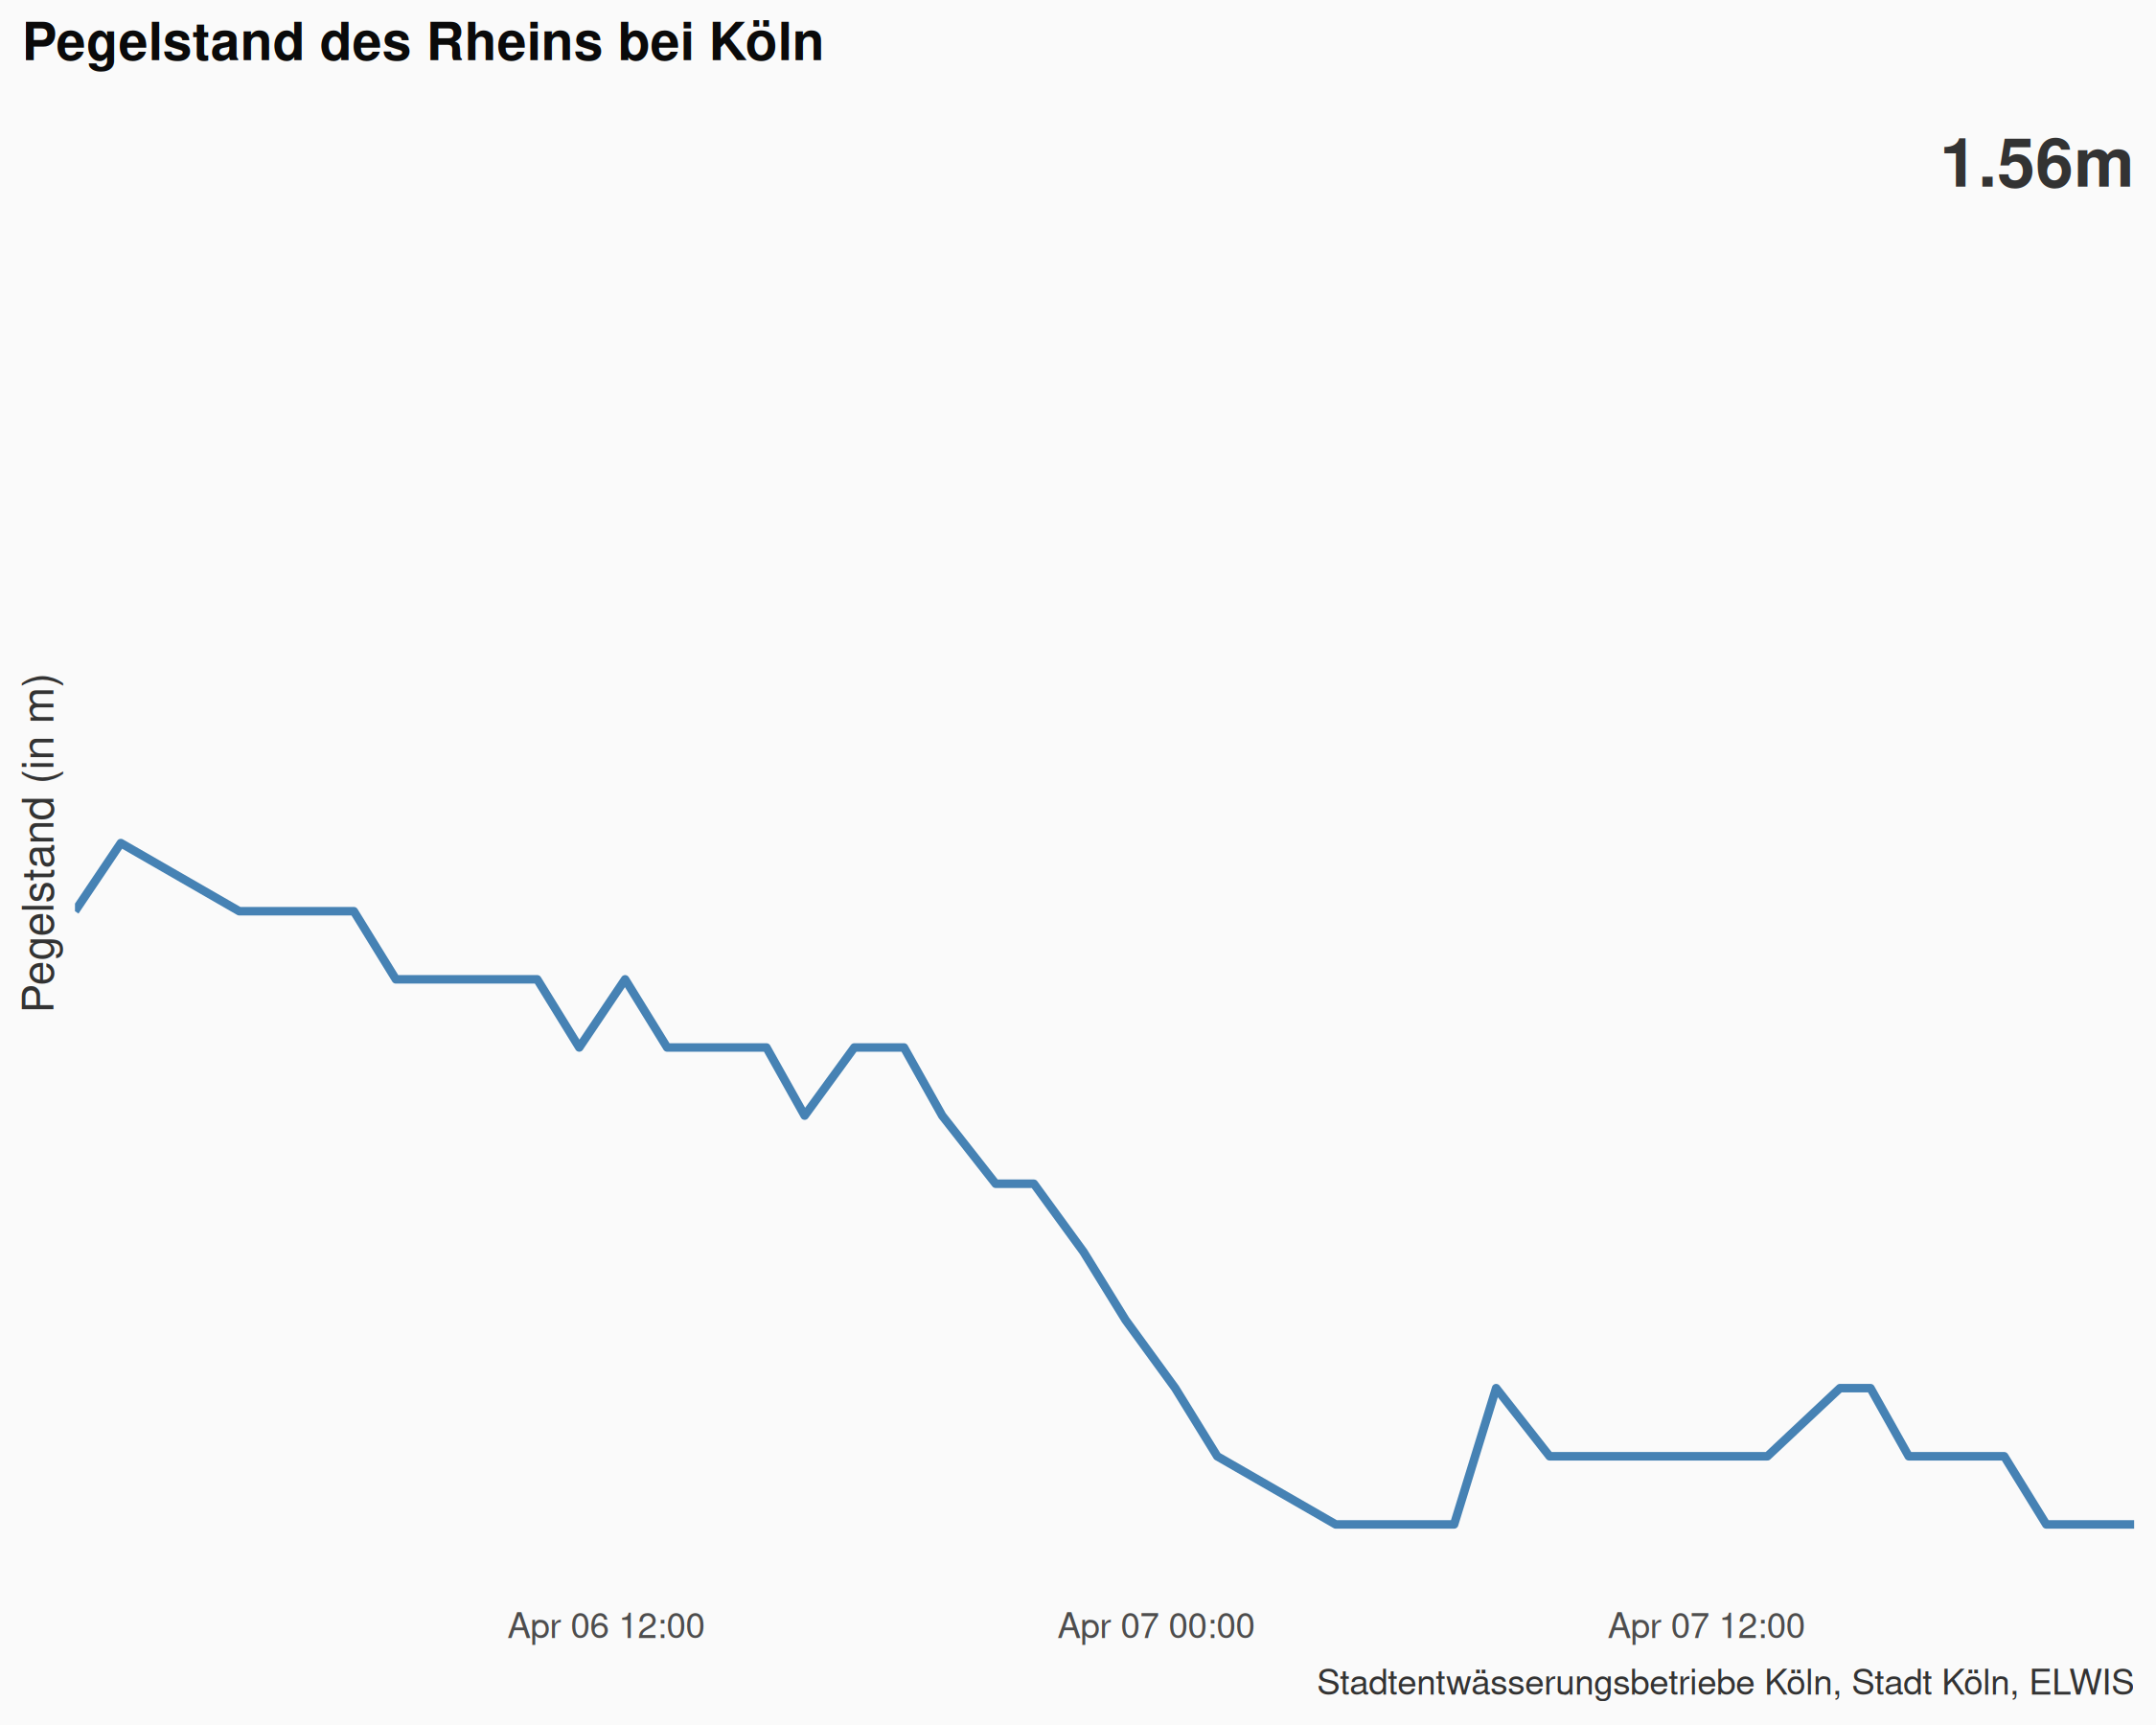 Pegelstand des Rheins bei Köln
1.56m
Pegelstand (in m)
Apr 06 12:00
Apr 07 00:00
Apr 07 12:00
Stadtentwässerungsbetriebe Köln, Stadt Köln, ELWIS